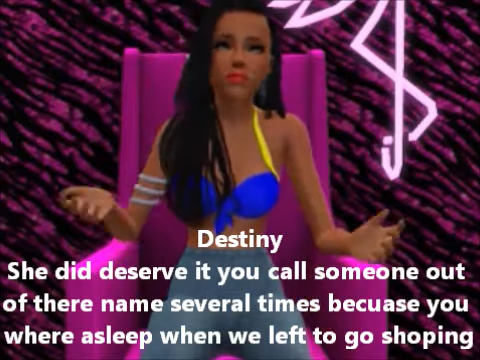 Destiny
She did deserve it you call someone out
of there name several times becuase you
where asleep when we left to go shoping